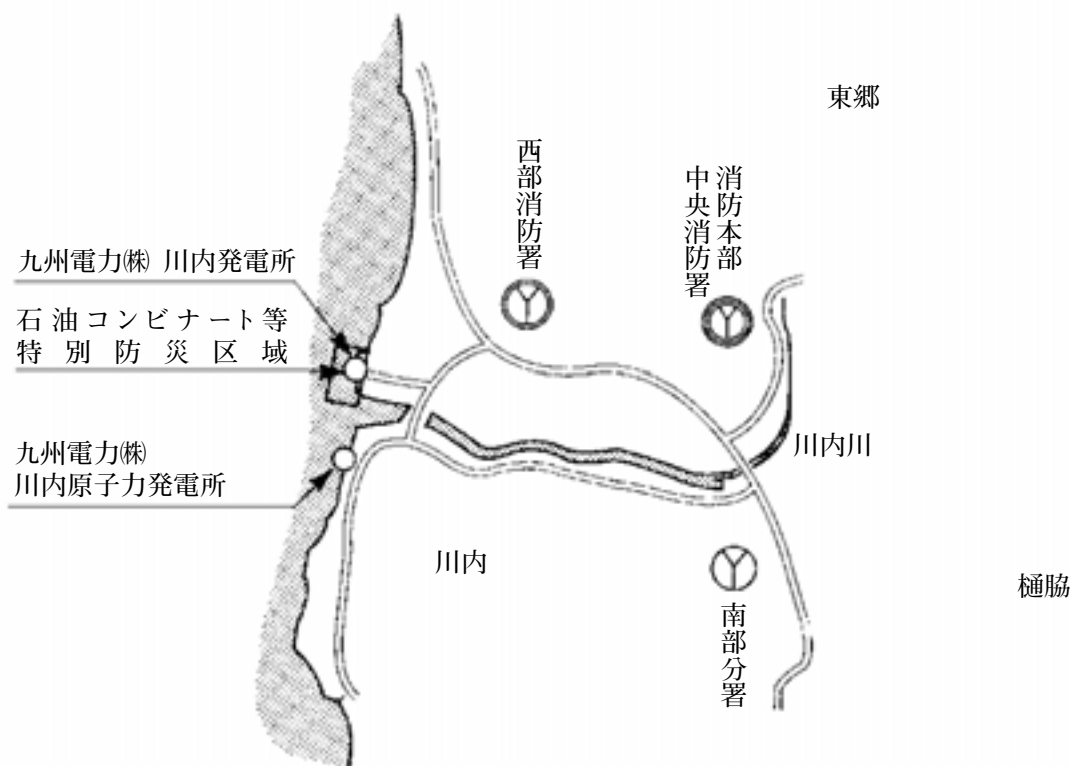 東郷
西部消防署
消防本部
中央消防署
九州電力㈱ 川内発電所
石油コンビナート等
特別防災区域
九州電力㈱
川内原子力発電所
川内川
川内
樋脇
南部分署